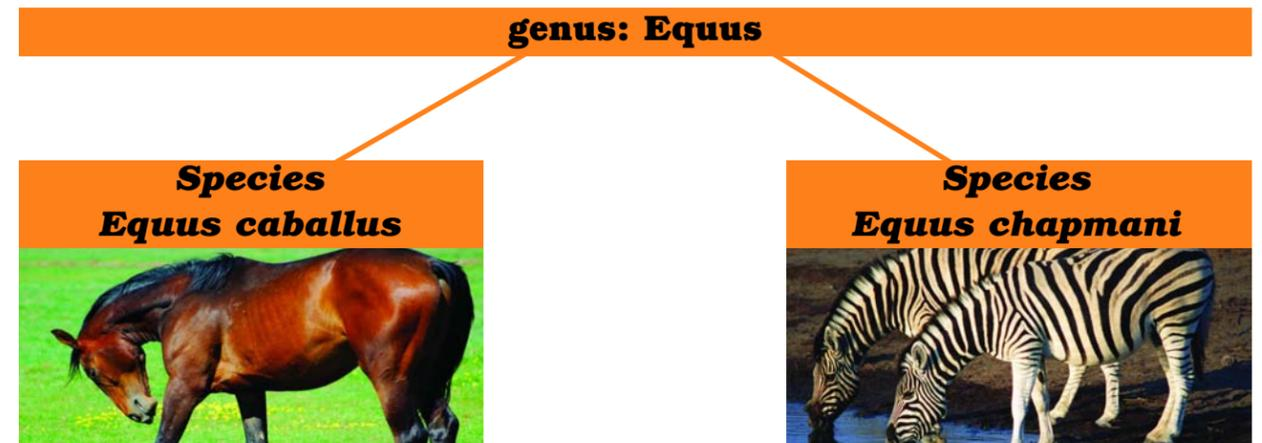 genus: Equus
Species
Equus caballus
Species
Equus chapmani